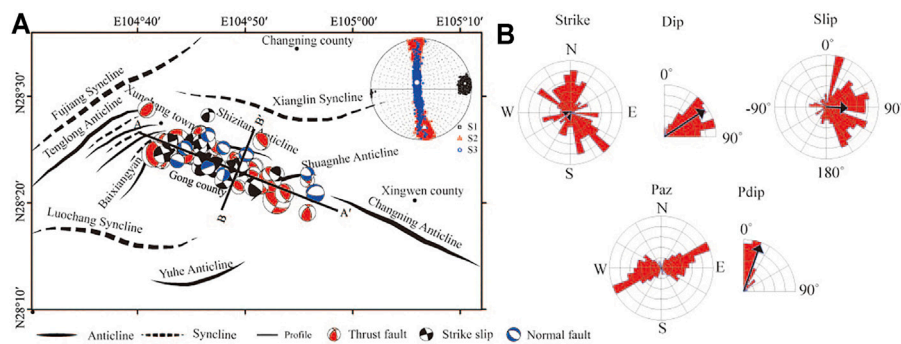 A
E104°40′ E104°50′ E105°00′ E105°10′
Changning county
N28°30′
Fujiang Syncline
Xianglin Syncline
S1
S2
S3
Tenglong Anticline
Shizitan Anticline
B′
A
Shuagnhe Anticline
Gong county
Baixiangyan
N28°20′
Xingwen county
B
A′
Luochang Syncline
Changning Anticline
Yuhe Anticline
N28°10′
Anticline Syncline Profile Thrust fault Strike slip Normal fault
B
Strike Dip Slip
N 0° 0°
W E -90° 90°
90°
S 180°
Paz Pdip
N 0°
W E 90°
S